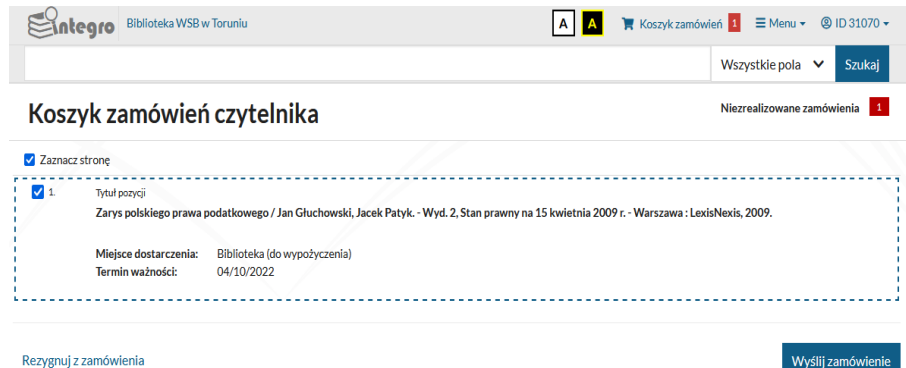 Integro Biblioteka WSB w Toruniu A A Koszyk zamówień 1 Menu ID 31070
Wszystkie pola Szukaj
Koszyk zamówień czytelnika Niezrealizowane zamówienia 1
Zaznacz stronę
1. Tytuł pozycji
Zarys polskiego prawa podatkowego / Jan Głuchowski, Jacek Patyk. - Wyd. 2, Stan prawny na 15 kwietnia 2009 r. - Warszawa : LexisNexis, 2009.
Miejsce dostarczenia: Biblioteka (do wypożyczenia)
Termin ważności: 04/10/2022
Rezygnuj z zamówienia Wyślij zamówienie